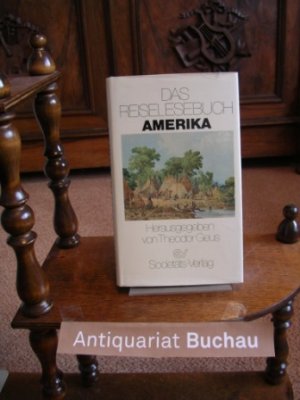 DAS
REISELESEBUCH
AMERIKA
Herausgegeben
von Theodor Geus
Societäts-Verlag
Antiquariat Buchau